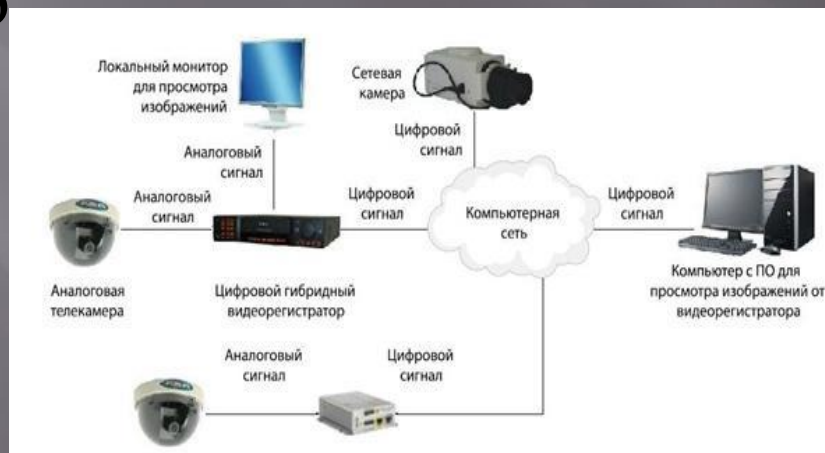 Локальный монитор
для просмотра
изображений
Сетевая
камера
Цифровой
сигнал
Аналоговый
сигнал
Аналоговый
сигнал
Цифровой
сигнал
Компьютерная
сеть
Цифровой
сигнал
Аналоговая
телекамера
Цифровой гибридный
видеорегистратор
Компьютер с ПО для
просмотра изображений от
видеорегистратора
Аналоговый
сигнал
Цифровой
сигнал